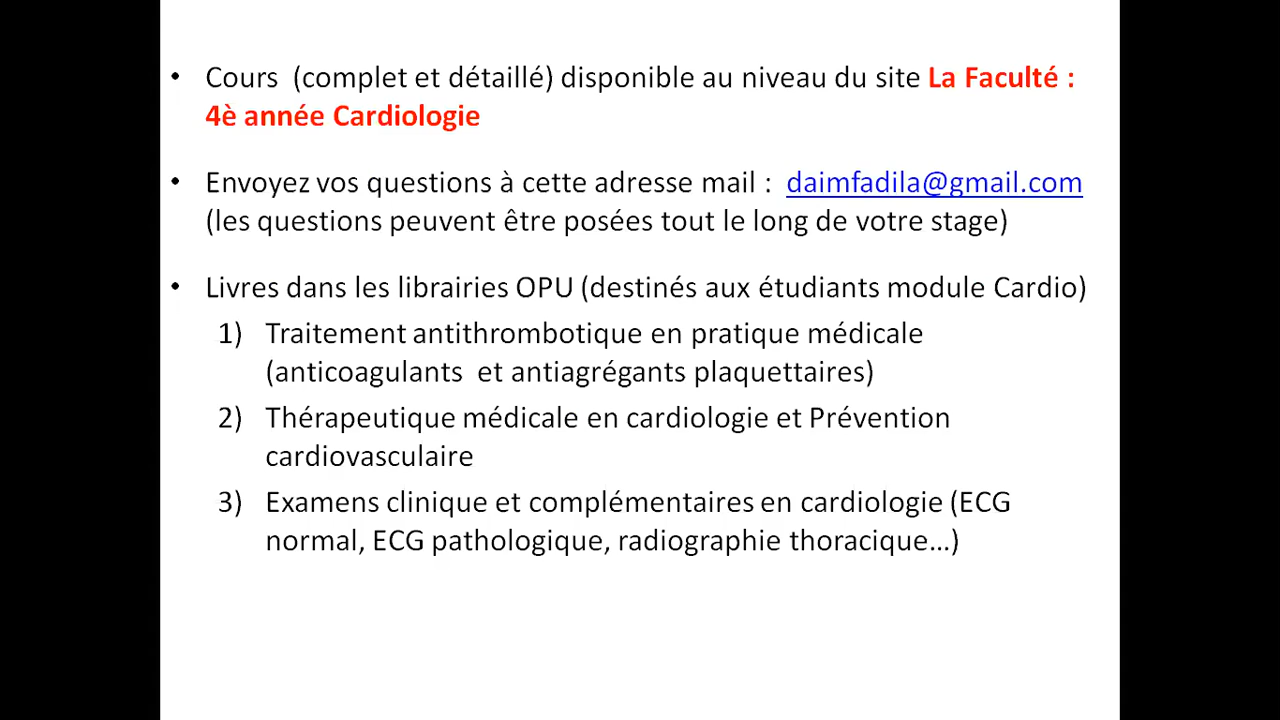 • Cours (complet et détaillé) disponible au niveau du site La Faculté :
4è année Cardiologie
• Envoyez vos questions à cette adresse mail : daimfadila@gmail.com
(les questions peuvent être posées tout le long de votre stage)
• Livres dans les librairies OPU (destinés aux étudiants module Cardio)
1) Traitement antithrombotique en pratique médicale
(anticoagulants et antiagrégants plaquettaires)
2) Thérapeutique médicale en cardiologie et Prévention
cardiovasculaire
3) Examens clinique et complémentaires en cardiologie (ECG
normal, ECG pathologique, radiographie thoracique...)